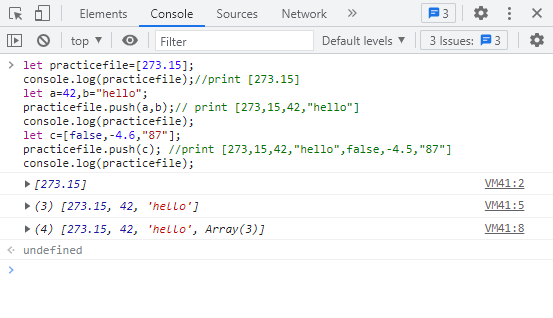 Elements Console Sources Network » 3
top ▼ Filter Default levels ▼ 3 Issues: 3
> let practicefile=[273.15];
console.log(practicefile);//print [273.15]
let a=42,b="hello";
practicefile.push(a,b);// print [273,15,42,"hello"]
console.log(practicefile);
let c=[false,-4.6,"87"];
practicefile.push(c); //print [273,15,42,"hello",false,-4.5,"87"]
console.log(practicefile);
▶ [273.15] VM41:2
▶ (3) [273.15, 42, 'hello'] VM41:5
▶ (4) [273.15, 42, 'hello', Array(3)] VM41:8
undefined
>